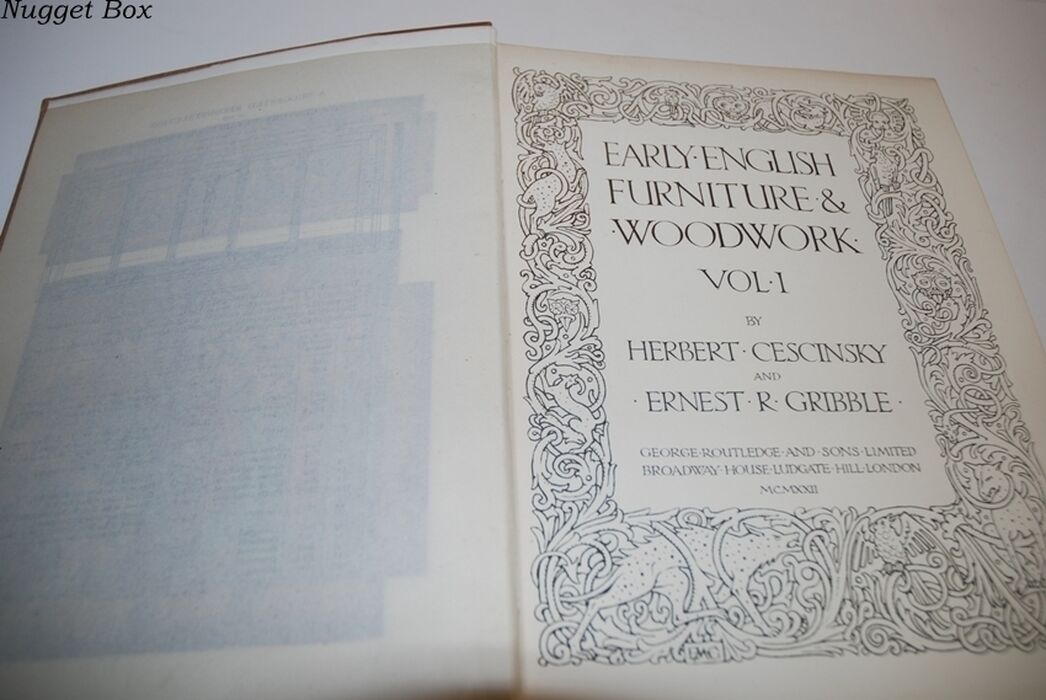 Nugget Box
EARLY·ENGLISH
FURNITURE·&
·WOODWORK·
VOL·I
BY
HERBERT·CESCINSKY
AND
·ERNEST·R·GRIBBLE·
GEORGE·ROUTLEDGE·AND·SONS·LIMITED
BROADWAY·HOUSE·LUDGATE·HILL·LONDON
MCMXXII
LMC